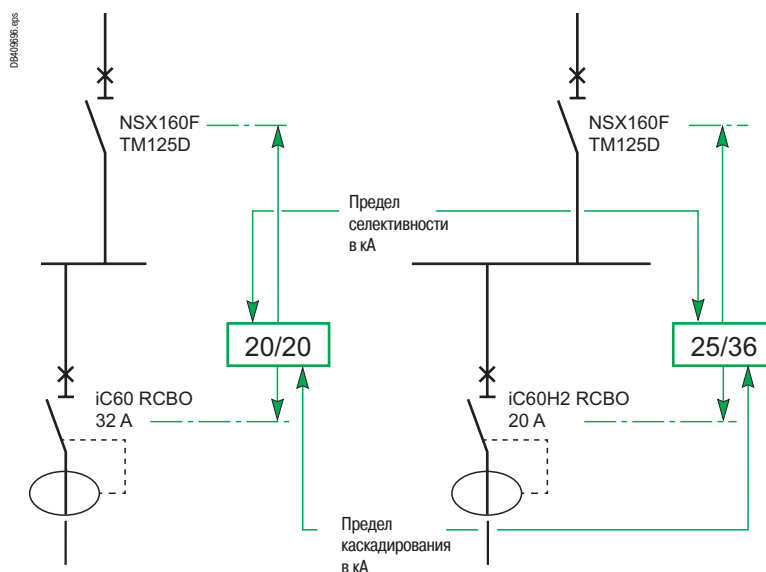 DB409696.eps
NSX160F
TM125D
NSX160F
TM125D
Предел
селективности
в кА
20/20
25/36
iC60 RCBO
32 A
iC60H2 RCBO
20 A
Предел
каскадирования
в кА